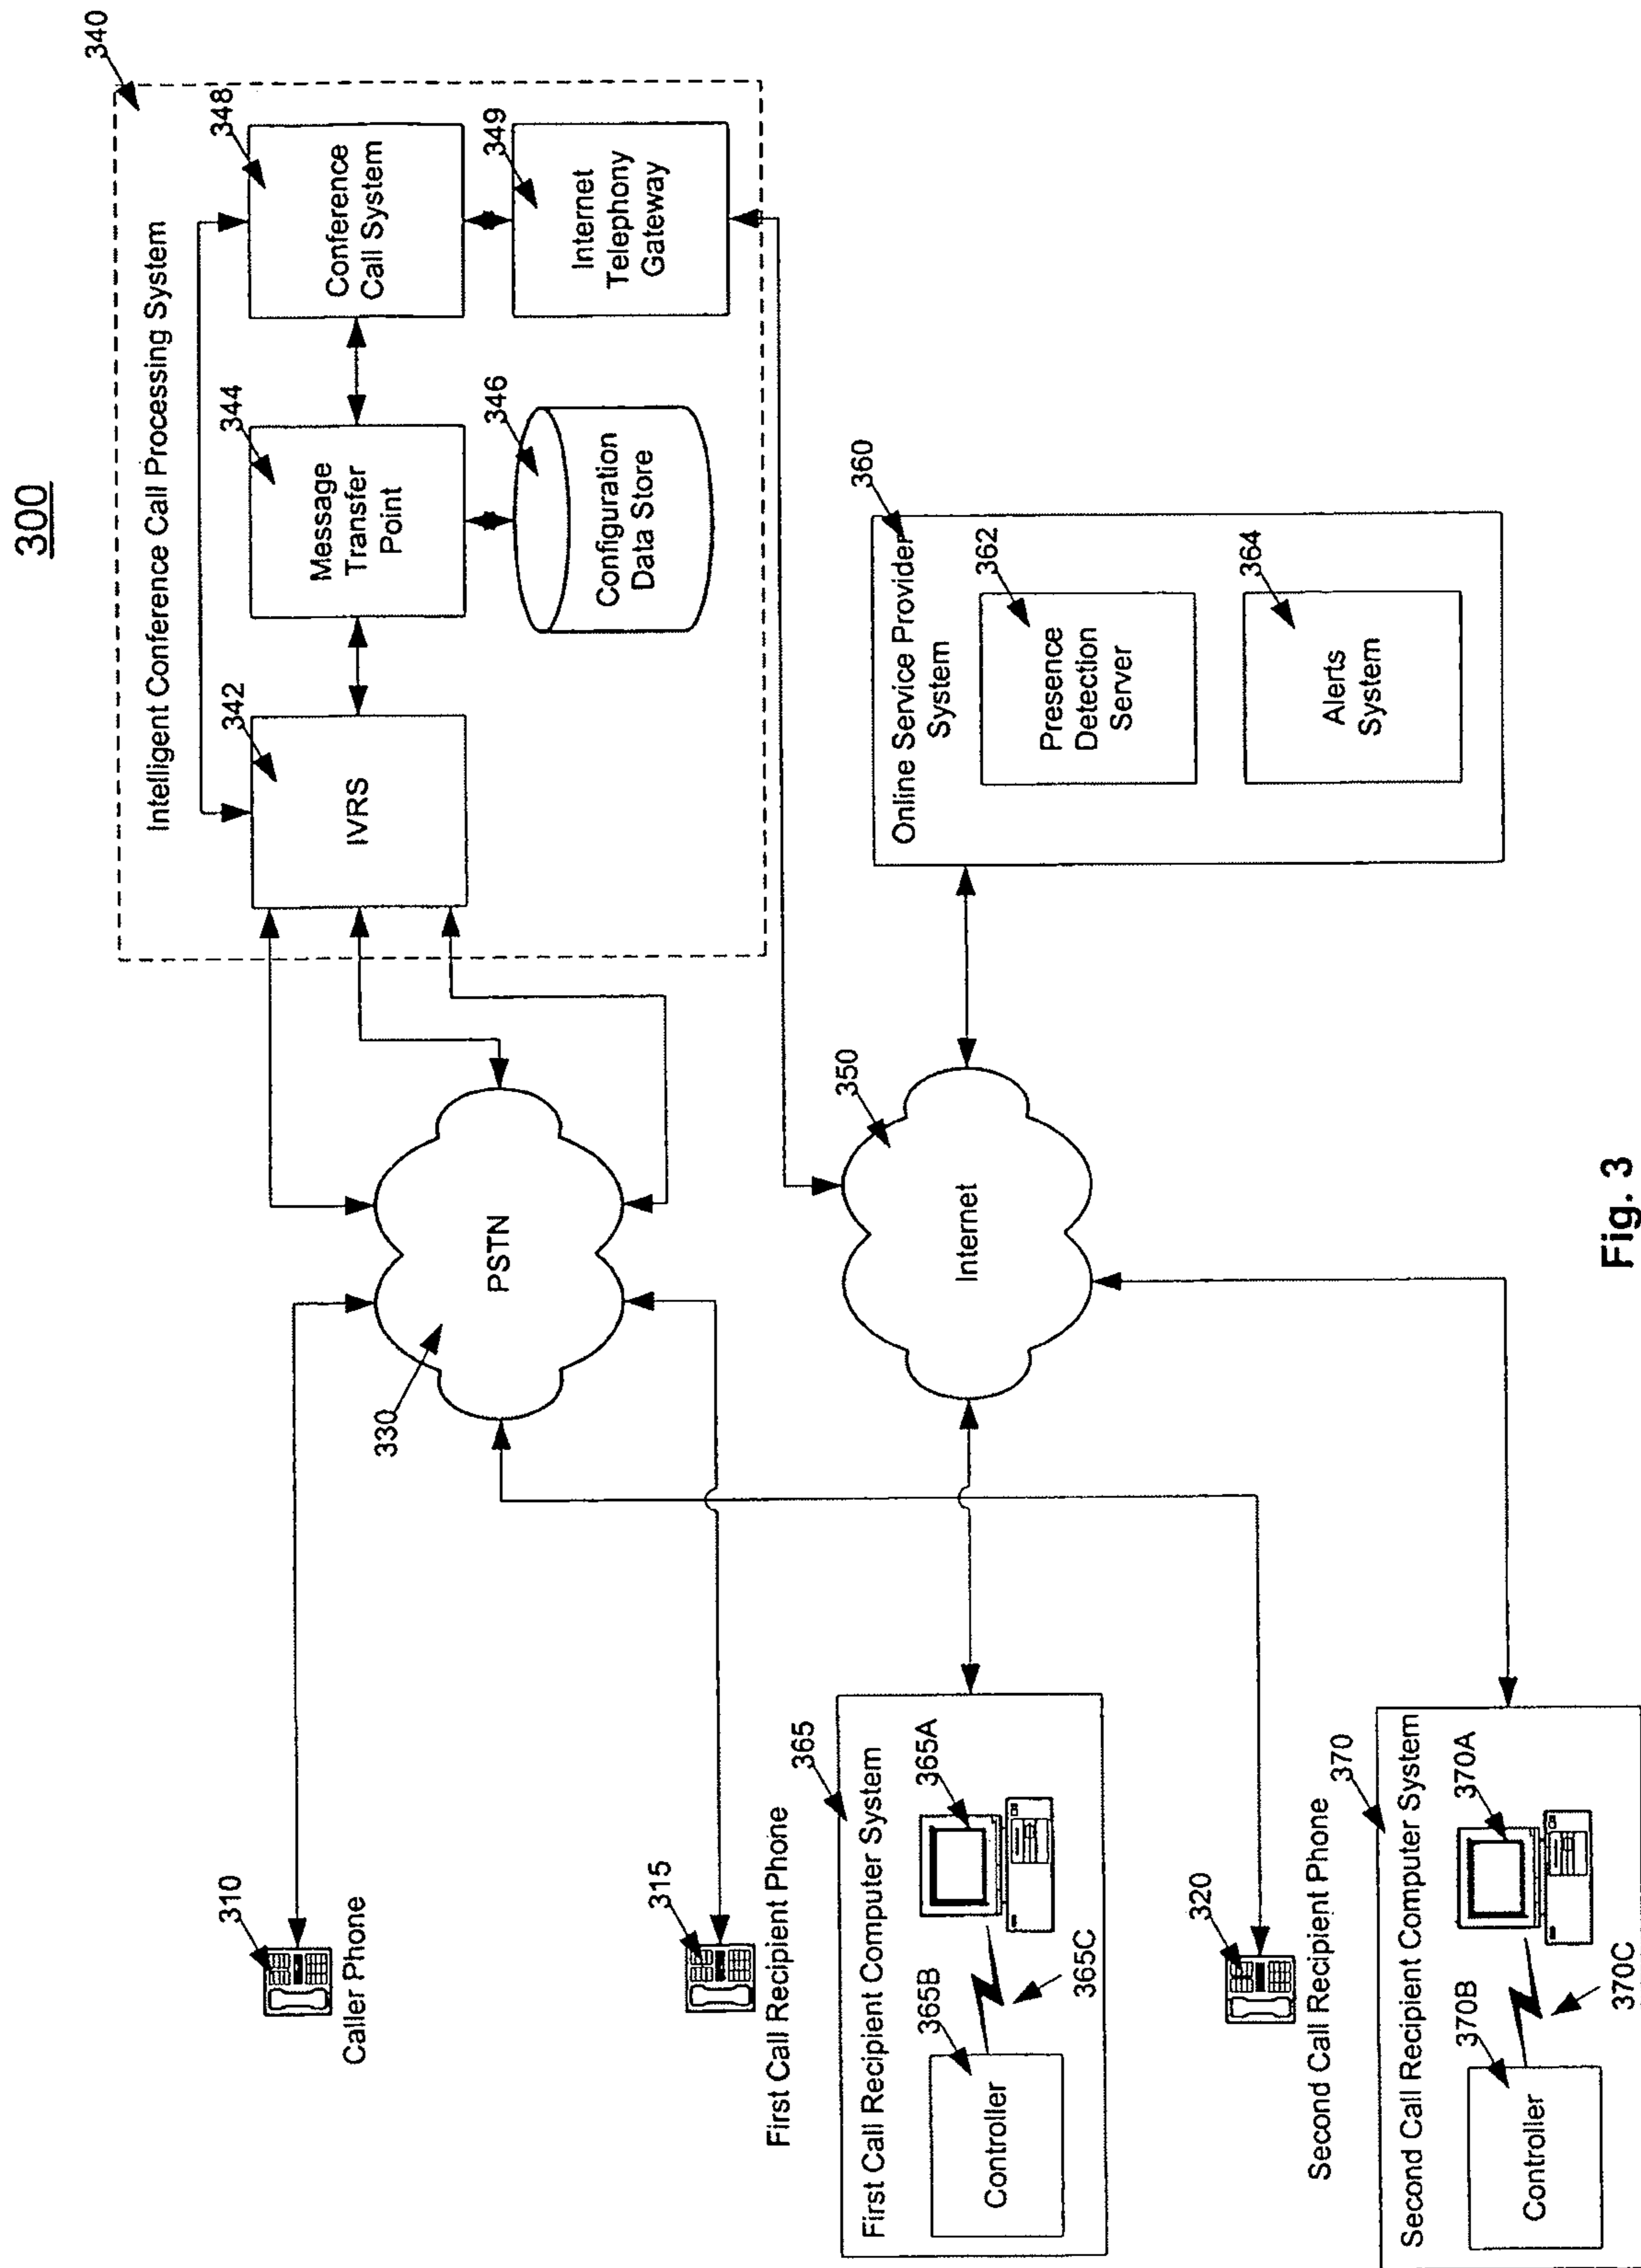 300
340
Intelligent Conference Call Processing System
342
IVRS
344
Message
Transfer
Point
348
Conference
Call System
346
Configuration
Data Store
349
Internet
Telephony
Gateway
310
Caller Phone
330
PSTN
315
First Call Recipient Phone
350
Internet
360
Online Service Provider
System
362
Presence
Detection
Server
364
Alerts
System
365
First Call Recipient Computer System
365A
365B
Controller
365C
320
Second Call Recipient Phone
370
Second Call Recipient Computer System
370A
370B
Controller
370C
Fig. 3